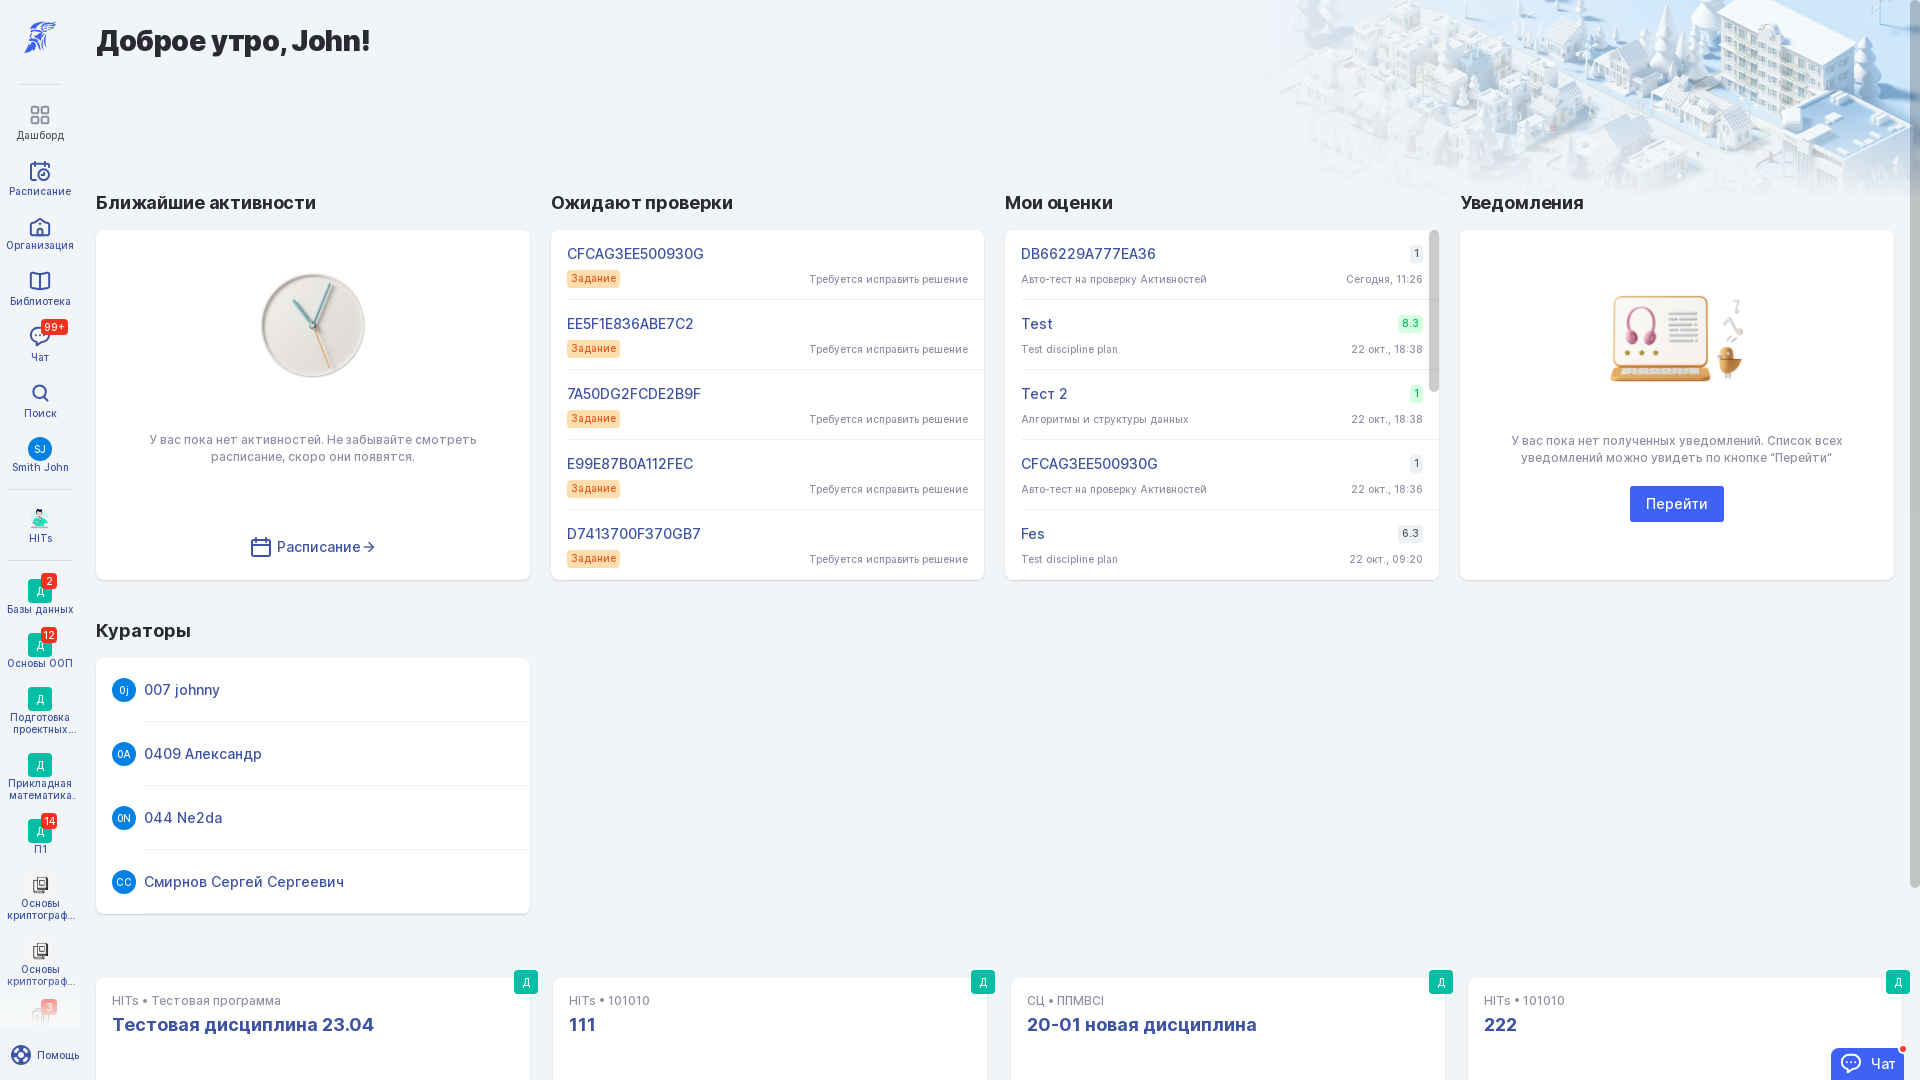 Доброе утро, John!
Дашборд
Расписание
Организация
Библиотека
99+
Чат
Поиск
SJ
Smith John
HITs
2
Д
Базы данных
12
Д
Основы ООП
Д
Подготовка
проектных...
Д
Прикладная
математика.
14
Д
П1
Основы
криптограф...
Основы
криптограф...
3
Помощь
Ближайшие активности
У вас пока нет активностей. Не забывайте смотреть
расписание, скоро они появятся.
Расписание
Ожидают проверки
CFCAG3EE500930G
Задание Требуется исправить решение
EE5F1E836ABE7C2
Задание Требуется исправить решение
7A50DG2FCDE2B9F
Задание Требуется исправить решение
E99E87B0A112FEC
Задание Требуется исправить решение
D7413700F370GB7
Задание Требуется исправить решение
Мои оценки
DB66229A777EA36 1
Авто-тест на проверку Активностей Сегодня, 11:26
Test 8.3
Test discipline plan 22 окт., 18:38
Тест 2 1
Алгоритмы и структуры данных 22 окт., 18:38
CFCAG3EE500930G 1
Авто-тест на проверку Активностей 22 окт., 18:36
Fes 6.3
Test discipline plan 22 окт., 09:20
Уведомления
У вас пока нет полученных уведомлений. Список всех
уведомлений можно увидеть по кнопке “Перейти”
Перейти
Кураторы
0j 007 johnny
0А 0409 Александр
0N 044 Ne2da
СС Смирнов Сергей Сергеевич
Д
HITs • Тестовая программа
Тестовая дисциплина 23.04
Д
HITs • 101010
111
Д
СЦ • ППМВСІ
20-01 новая дисциплина
Д
HITs • 101010
222
Чат